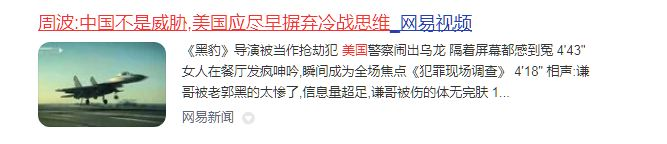 周波:中国不是威胁,美国应尽早摒弃冷战思维_网易视频
《黑豹》导演被当作抢劫犯 美国警察闹出乌龙 隔着屏幕都感到冤 4'43"
女人在餐厅发疯呻吟,瞬间成为全场焦点《犯罪现场调查》 4'18" 相声:谦
哥被老郭黑的太惨了,信息量超足,谦哥被伤的体无完肤 1...
网易新闻